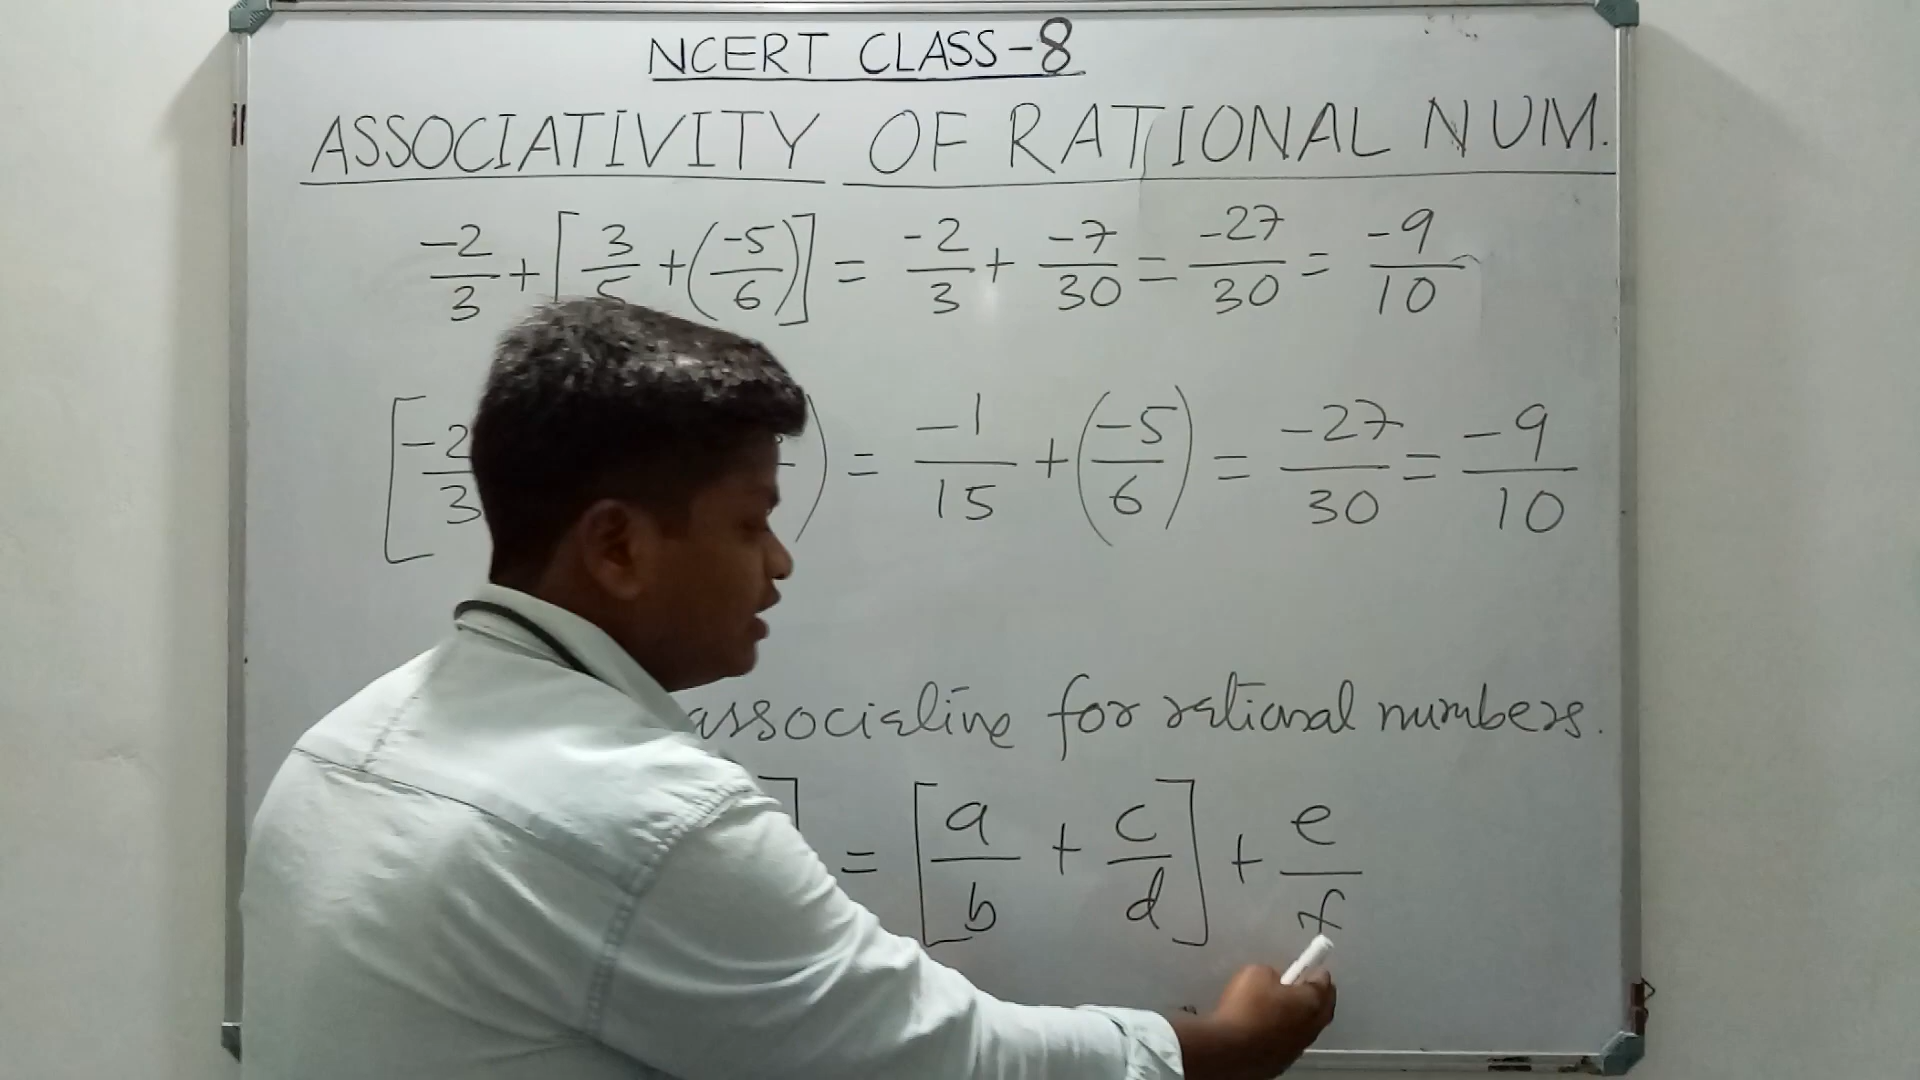 NCERT CLASS-8
ASSOCIATIVITY OF RATIONAL NUM.
-2/3 + [3/5 + (-5/6)] = -2/3 + -7/30 = -27/30 = -9/10
[-2/3 ) = -1/15 + (-5/6) = -27/30 = -9/10
associative for rational numbers.
] = [a/b + c/d] + e/f